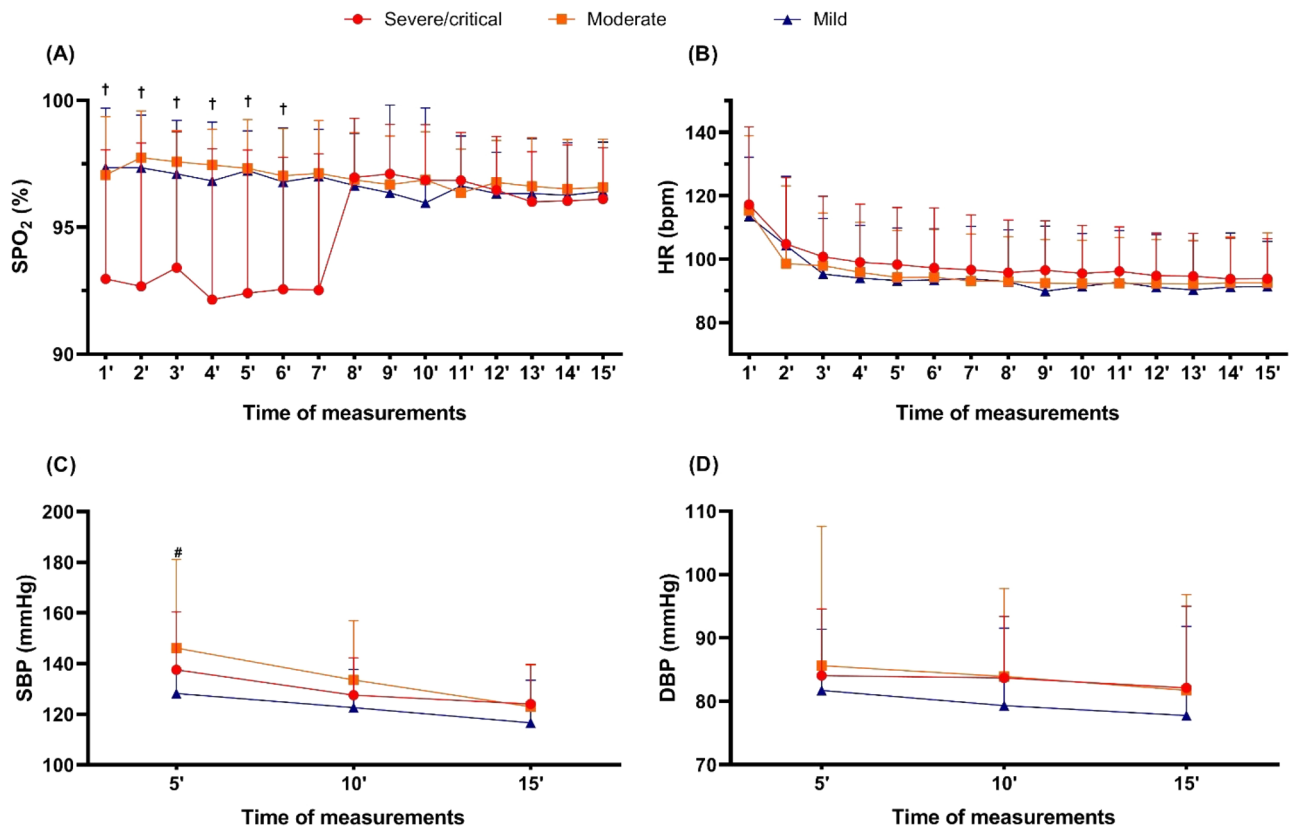 Severe/critical Moderate Mild
(A)
† † † † † †
SPO₂ (%)
100
95
90
1' 2' 3' 4' 5' 6' 7' 8' 9' 10' 11' 12' 13' 14' 15'
Time of measurements
(B)
HR (bpm)
140
120
100
80
1' 2' 3' 4' 5' 6' 7' 8' 9' 10' 11' 12' 13' 14' 15'
Time of measurements
(C)
#
SBP (mmHg)
200
180
160
140
120
100
5' 10' 15'
Time of measurements
(D)
DBP (mmHg)
110
100
90
80
70
5' 10' 15'
Time of measurements